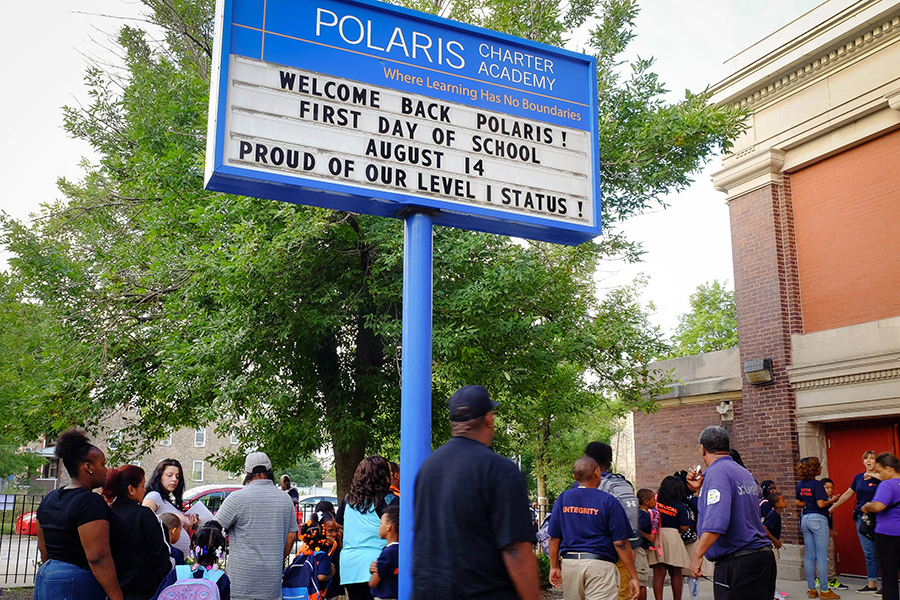 POLARIS CHARTER
ACADEMY
Where Learning Has No Boundaries
WELCOME BACK POLARIS !
FIRST DAY OF SCHOOL
AUGUST 14
PROUD OF OUR LEVEL I STATUS !
INTEGRITY